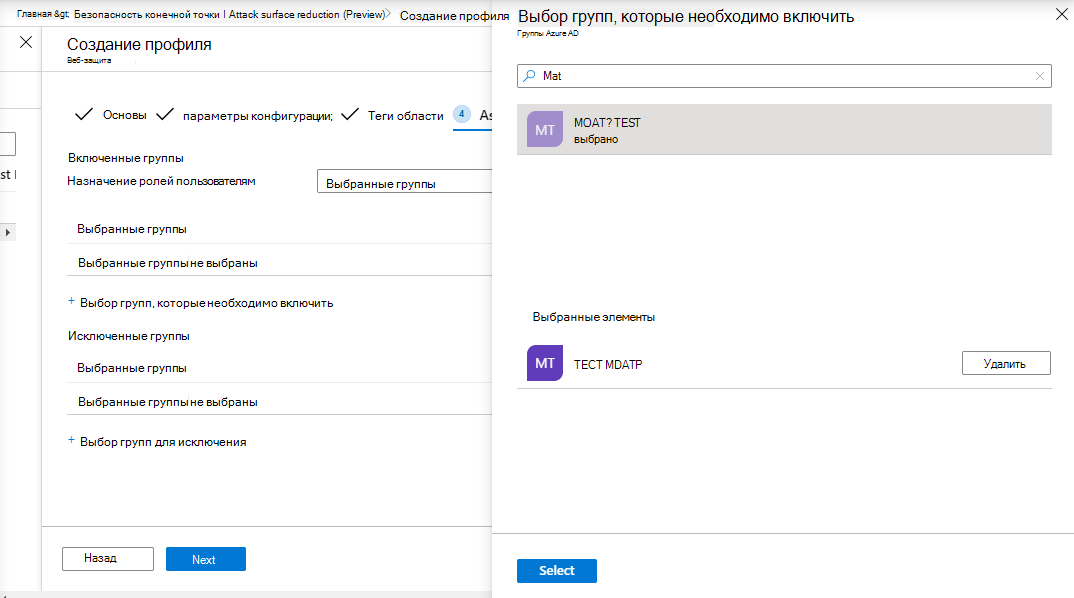 Главная &gt; Безопасность конечной точки | Attack surface reduction (Preview) Создание профиля
Создание профиля
Веб-защита
Основы
параметры конфигурации;
Теги области
4
As
st |
Включенные группы
Назначение ролей пользователям
Выбранные группы
Выбранные группы
Выбранные группы не выбраны
+ Выбор групп, которые необходимо включить
Исключенные группы
Выбранные группы
Выбранные группы не выбраны
+ Выбор групп для исключения
Назад
Next
Выбор групп, которые необходимо включить
Группы Azure AD
Mat
MT
MOAT? TEST
выбрано
Выбранные элементы
MT
ТЕСТ MDATP
Удалить
Select